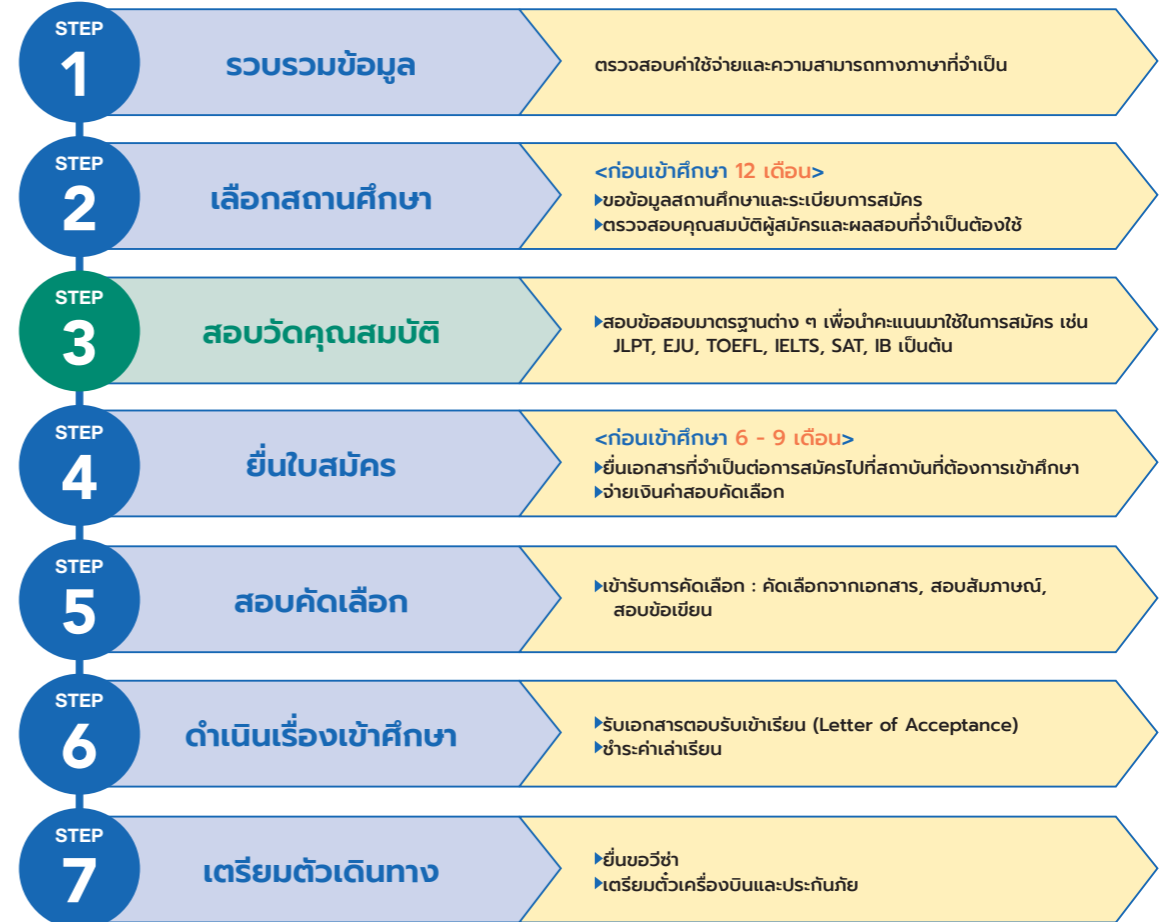 STEP
1
รวบรวมข้อมูล
ตรวจสอบค่าใช้จ่ายและความสามารถทางภาษาที่จำเป็น
STEP
2
เลือกสถานศึกษา
<ก่อนเข้าศึกษา 12 เดือน>
▶ขอข้อมูลสถานศึกษาและระเบียบการสมัคร
▶ตรวจสอบคุณสมบัติผู้สมัครและผลสอบที่จำเป็นต้องใช้
STEP
3
สอบวัดคุณสมบัติ
▶สอบข้อสอบมาตรฐานต่าง ๆ เพื่อนำคะแนนมาใช้ในการสมัคร เช่น
JLPT, EJU, TOEFL, IELTS, SAT, IB เป็นต้น
STEP
4
ยื่นใบสมัคร
<ก่อนเข้าศึกษา 6 - 9 เดือน>
▶ยื่นเอกสารที่จำเป็นต่อการสมัครไปที่สถาบันที่ต้องการเข้าศึกษา
▶จ่ายเงินค่าสอบคัดเลือก
STEP
5
สอบคัดเลือก
▶เข้ารับการคัดเลือก : คัดเลือกจากเอกสาร, สอบสัมภาษณ์,
สอบข้อเขียน
STEP
6
ดำเนินเรื่องเข้าศึกษา
▶รับเอกสารตอบรับเข้าเรียน (Letter of Acceptance)
▶ชำระค่าเล่าเรียน
STEP
7
เตรียมตัวเดินทาง
▶ยื่นขอวีซ่า
▶เตรียมตั๋วเครื่องบินและประกันภัย